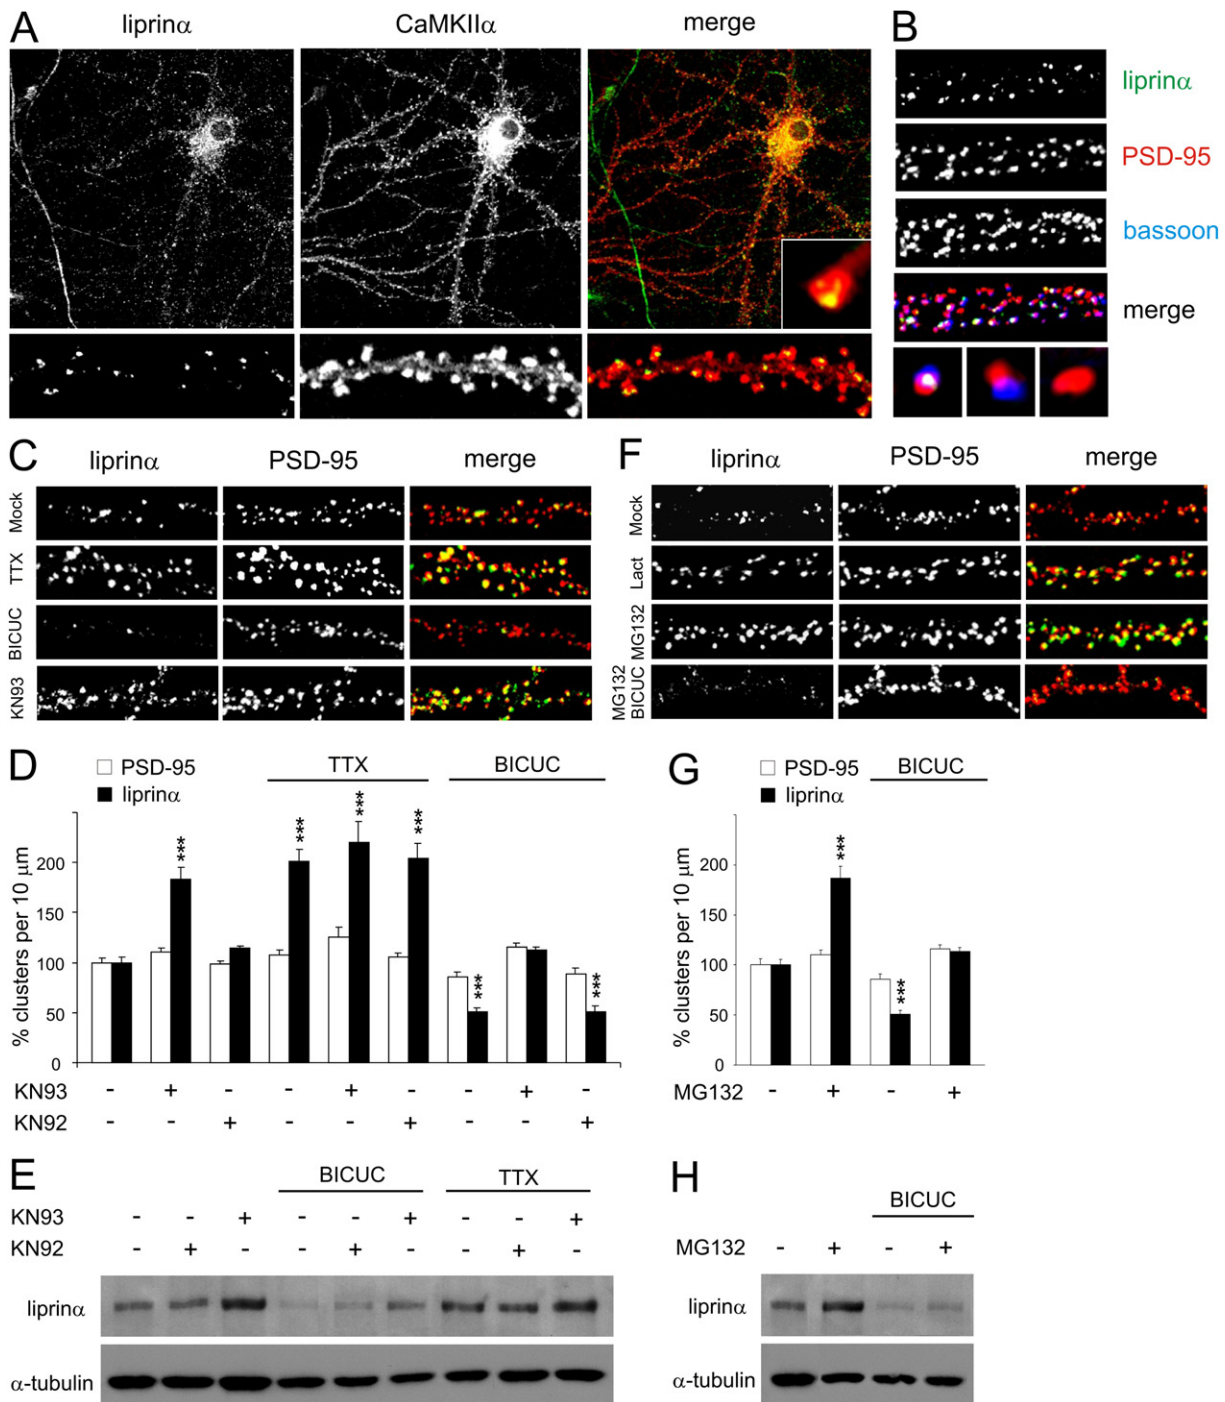 A
liprinα CaMKIIα merge
B
liprinα
PSD-95
bassoon
merge
C
liprinα PSD-95 merge
Mock
TTX
BICUC
KN93
F
liprinα PSD-95 merge
Mock
Lact
MG132
MG132
BICUC
D
PSD-95
liprinα
TTX BICUC
% clusters per 10 μm
200
150
100
50
0
*** *** *** *** *** ***
KN93 - + - - + - - + -
KN92 - - + - - + - - +
G
PSD-95
liprinα
BICUC
% clusters per 10 μm
200
150
100
50
0
*** ***
MG132 - + - +
E
BICUC TTX
KN93 - - + - - + - - +
KN92 - + - - + - - + -
liprinα
α-tubulin
H
BICUC
MG132 - + - +
liprinα
α-tubulin